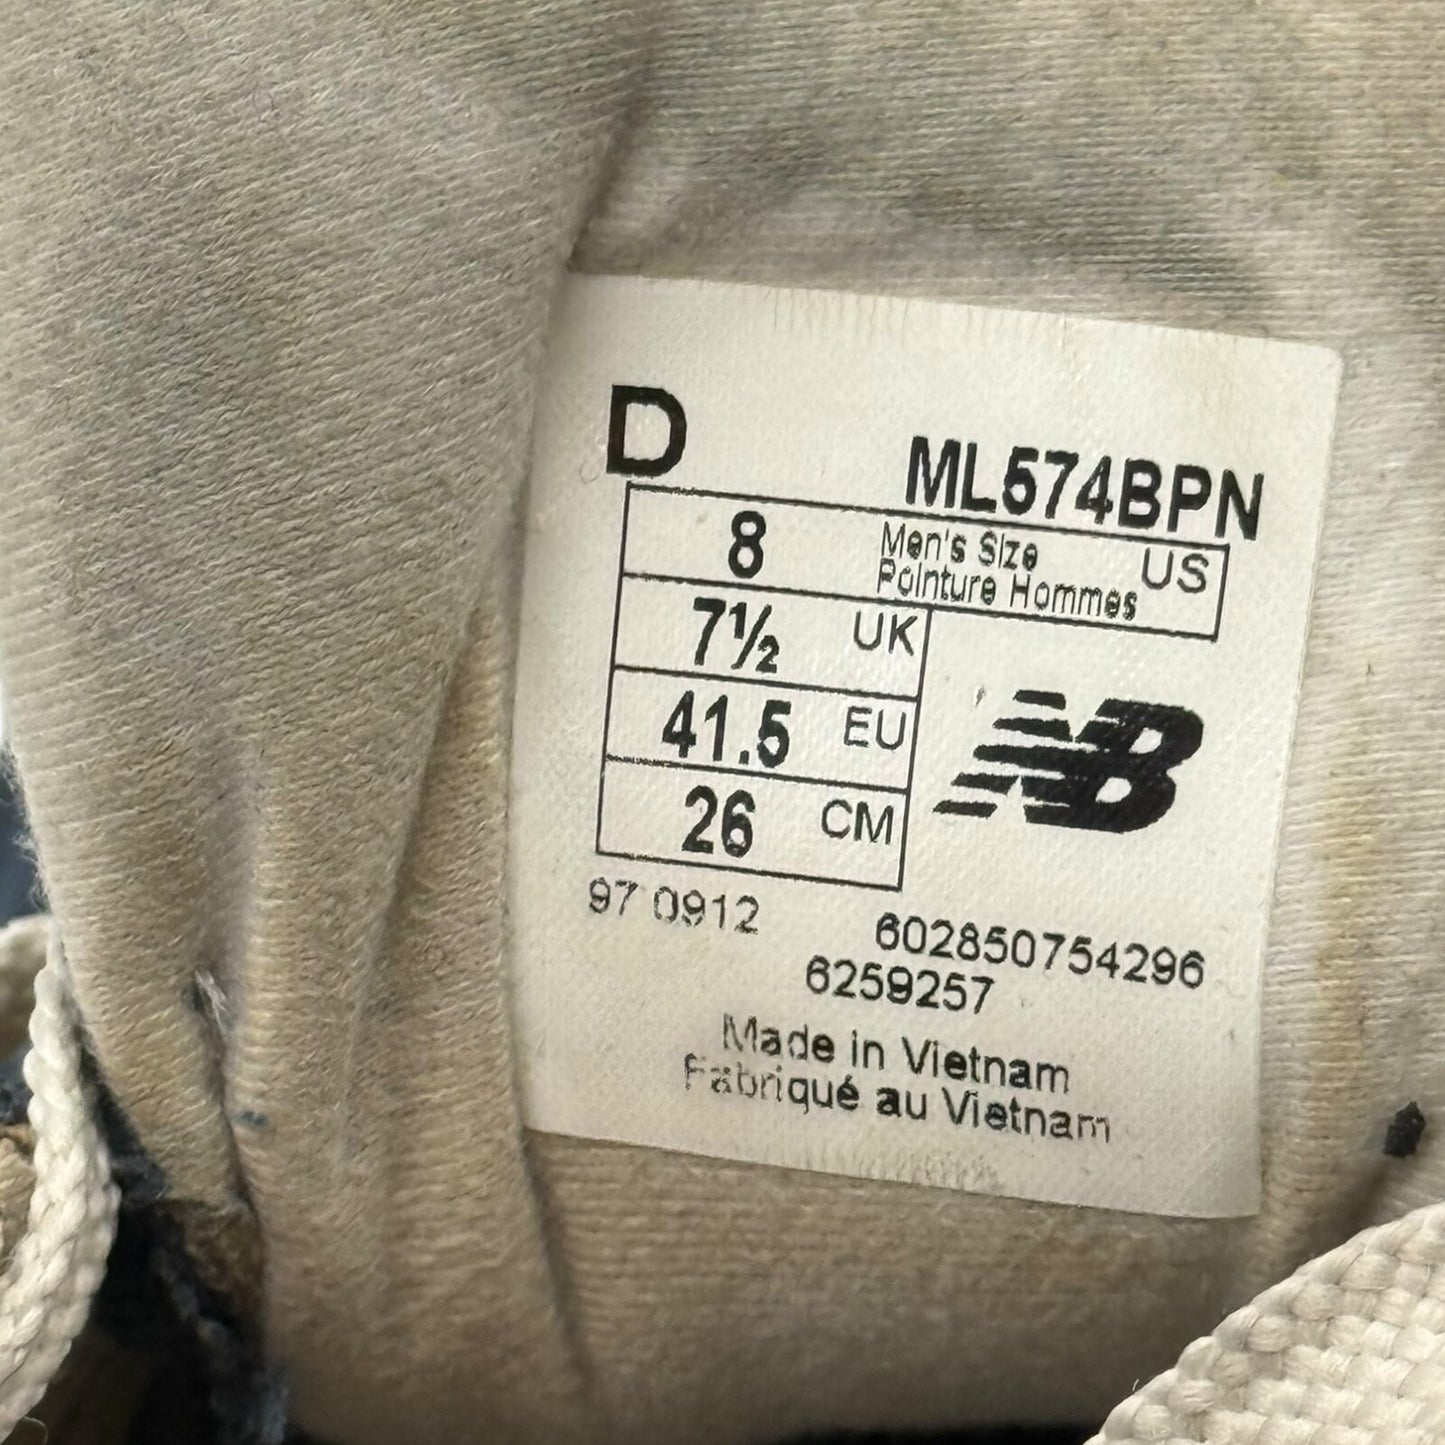 D
ML574BPN
8 Men's Size US
Pointure Hommes
7½ UK
41.5 EU
NB
26 CM
97 0912
602850754296
6259257
Made in Vietnam
Fabriqué au Vietnam